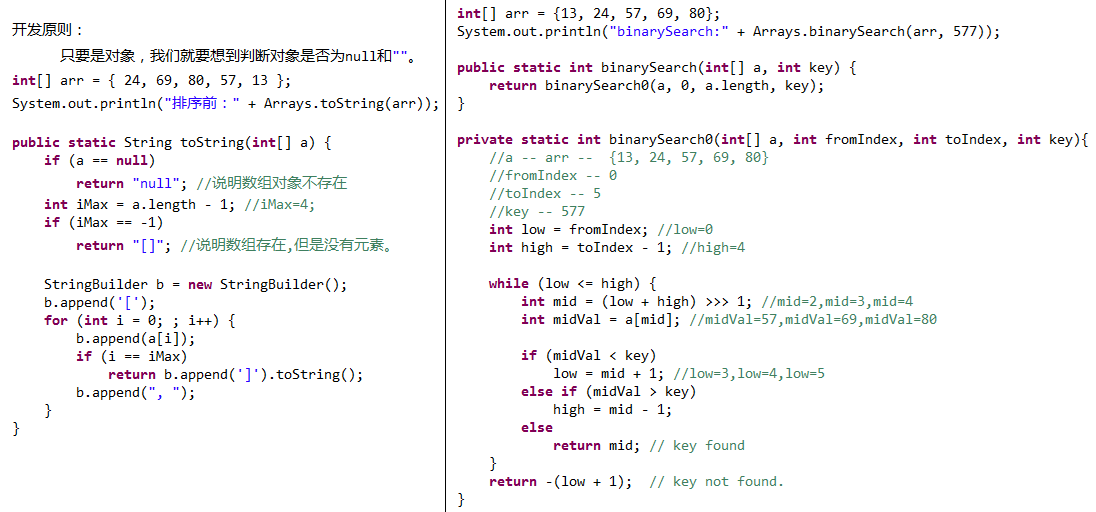 开发原则：
只要是对象，我们就要想到判断对象是否为null和""。
int[] arr = { 24, 69, 80, 57, 13 };
System.out.println("排序前：" + Arrays.toString(arr));
public static String toString(int[] a) {
if (a == null)
return "null"; //说明数组对象不存在
int iMax = a.length - 1; //iMax=4;
if (iMax == -1)
return "[]"; //说明数组存在,但是没有元素。
StringBuilder b = new StringBuilder();
b.append('[');
for (int i = 0; ; i++) {
b.append(a[i]);
if (i == iMax)
return b.append(']').toString();
b.append(", ");
}
}
int[] arr = {13, 24, 57, 69, 80};
System.out.println("binarySearch:" + Arrays.binarySearch(arr, 577));
public static int binarySearch(int[] a, int key) {
return binarySearch0(a, 0, a.length, key);
}
private static int binarySearch0(int[] a, int fromIndex, int toIndex, int key){
//a -- arr --  {13, 24, 57, 69, 80}
//fromIndex -- 0
//toIndex -- 5
//key -- 577
int low = fromIndex; //low=0
int high = toIndex - 1; //high=4
while (low <= high) {
int mid = (low + high) >>> 1; //mid=2,mid=3,mid=4
int midVal = a[mid]; //midVal=57,midVal=69,midVal=80
if (midVal < key)
low = mid + 1; //low=3,low=4,low=5
else if (midVal > key)
high = mid - 1;
else
return mid; // key found
}
return -(low + 1);  // key not found.
}